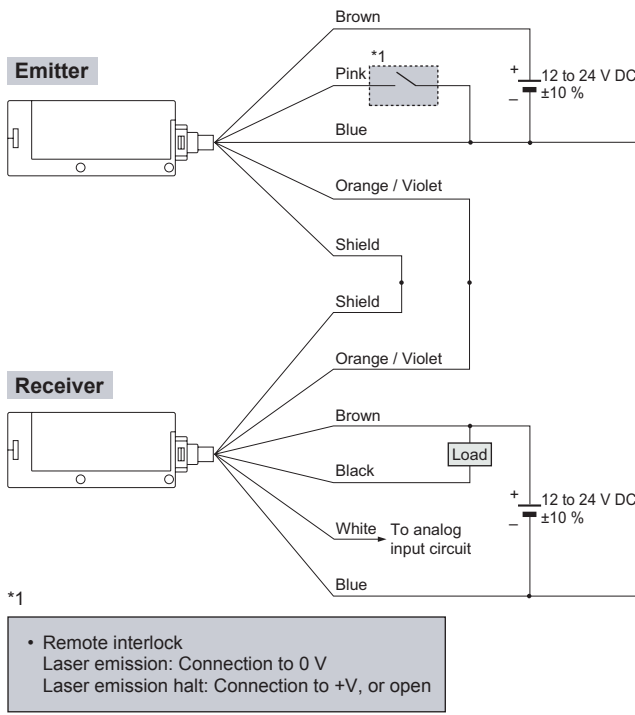 Brown
Emitter
*1
Pink
+
12 to 24 V DC
–
±10 %
Blue
Orange / Violet
Shield
Shield
Orange / Violet
Receiver
Brown
Load
Black
+
12 to 24 V DC
–
±10 %
White
To analog
input circuit
Blue
*1
• Remote interlock
Laser emission: Connection to 0 V
Laser emission halt: Connection to +V, or open